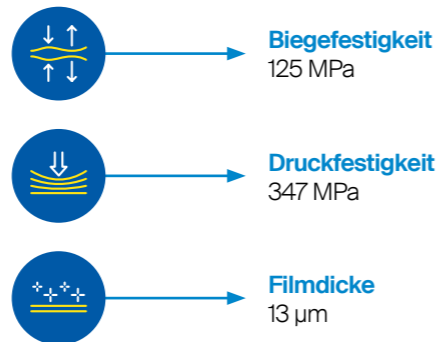 Biegefestigkeit
125 MPa
Druckfestigkeit
347 MPa
Filmdicke
13 µm